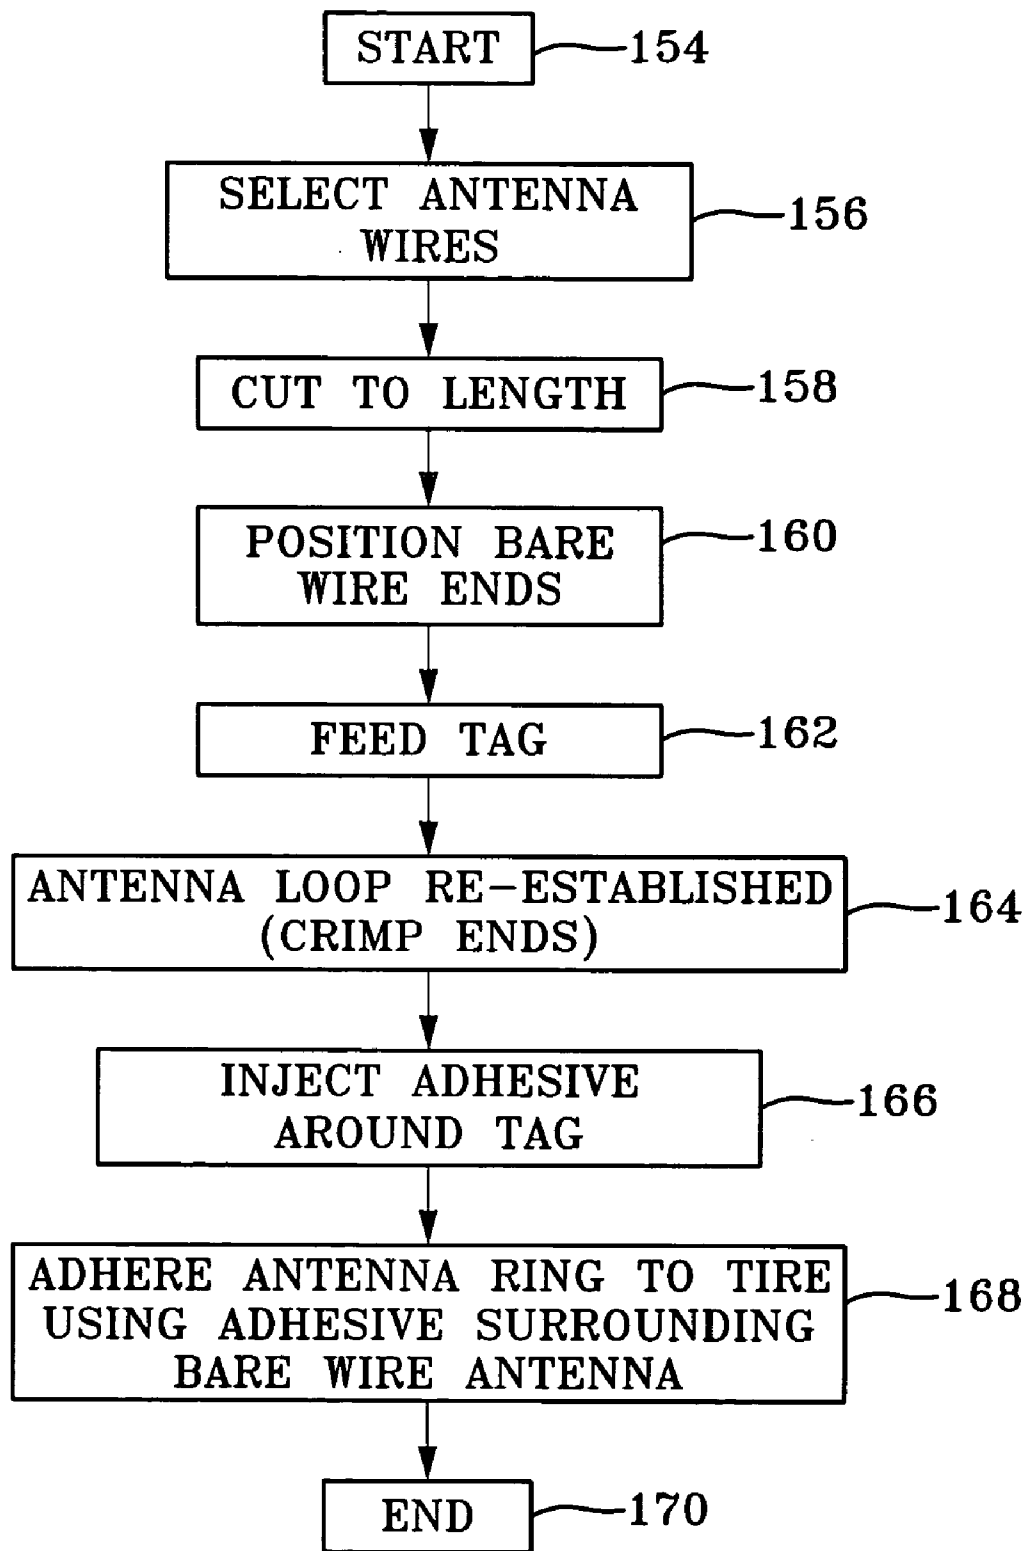 START
154
SELECT ANTENNA
WIRES
156
CUT TO LENGTH
158
POSITION BARE
WIRE ENDS
160
FEED TAG
162
ANTENNA LOOP RE-ESTABLISHED
(CRIMP ENDS)
164
INJECT ADHESIVE
AROUND TAG
166
ADHERE ANTENNA RING TO TIRE
USING ADHESIVE SURROUNDING
BARE WIRE ANTENNA
168
END
170